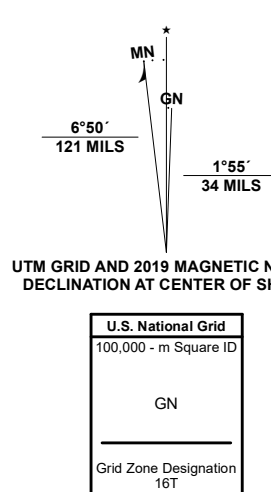 ★
MN
GN
6°50´
121 MILS
1°55´
34 MILS
UTM GRID AND 2019 MAGNETIC N
DECLINATION AT CENTER OF SH
U.S. National Grid
100,000 - m Square ID
GN
Grid Zone Designation
16T